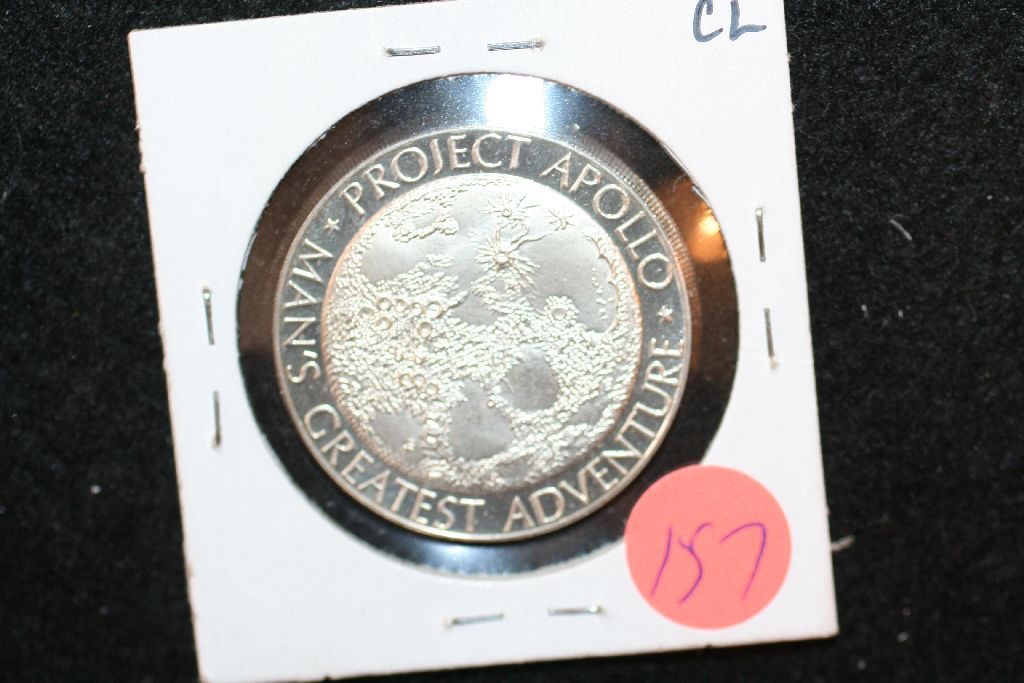 CL
PROJECT APOLLO
* MAN'S GREATEST ADVENTURE *
157